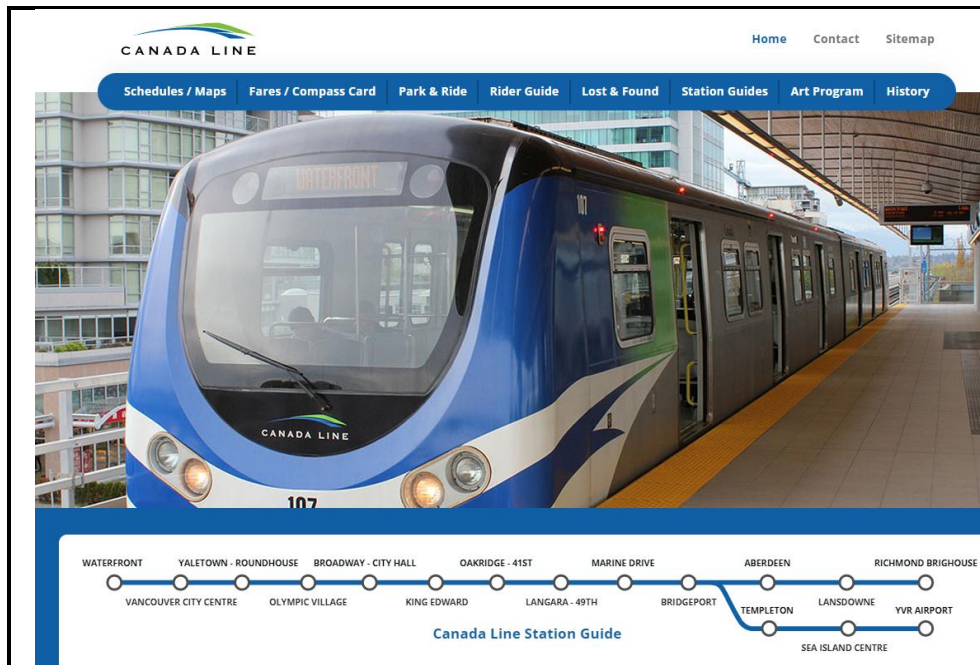 CANADA LINE
Home Contact Sitemap
Schedules / Maps Fares / Compass Card Park & Ride Rider Guide Lost & Found Station Guides Art Program History
WATERFRONT
107
CANADA LINE
107
WATERFRONT YALETOWN - ROUNDHOUSE BROADWAY - CITY HALL OAKRIDGE - 41ST MARINE DRIVE ABERDEEN RICHMOND BRIGHOUSE
VANCOUVER CITY CENTRE OLYMPIC VILLAGE KING EDWARD LANGARA - 49TH BRIDGEPORT LANSDOWNE
TEMPLETON YVR AIRPORT
Canada Line Station Guide
SEA ISLAND CENTRE